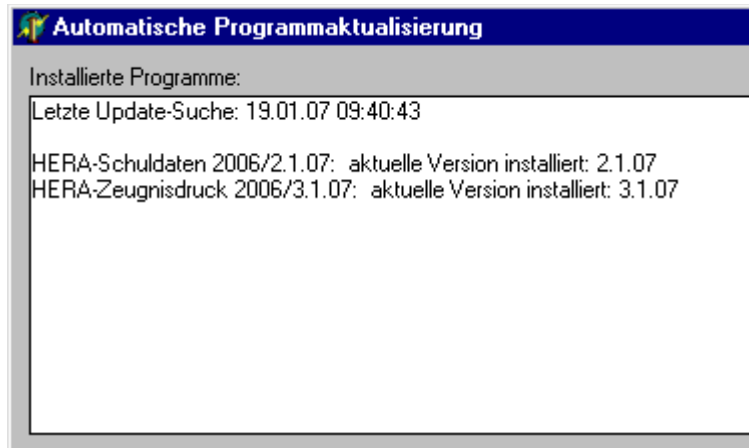 Automatische Programmaktualisierung
Installierte Programme:
Letzte Update-Suche: 19.01.07 09:40:43
HERA-Schuldaten 2006/2.1.07:  aktuelle Version installiert: 2.1.07
HERA-Zeugnisdruck 2006/3.1.07:  aktuelle Version installiert: 3.1.07